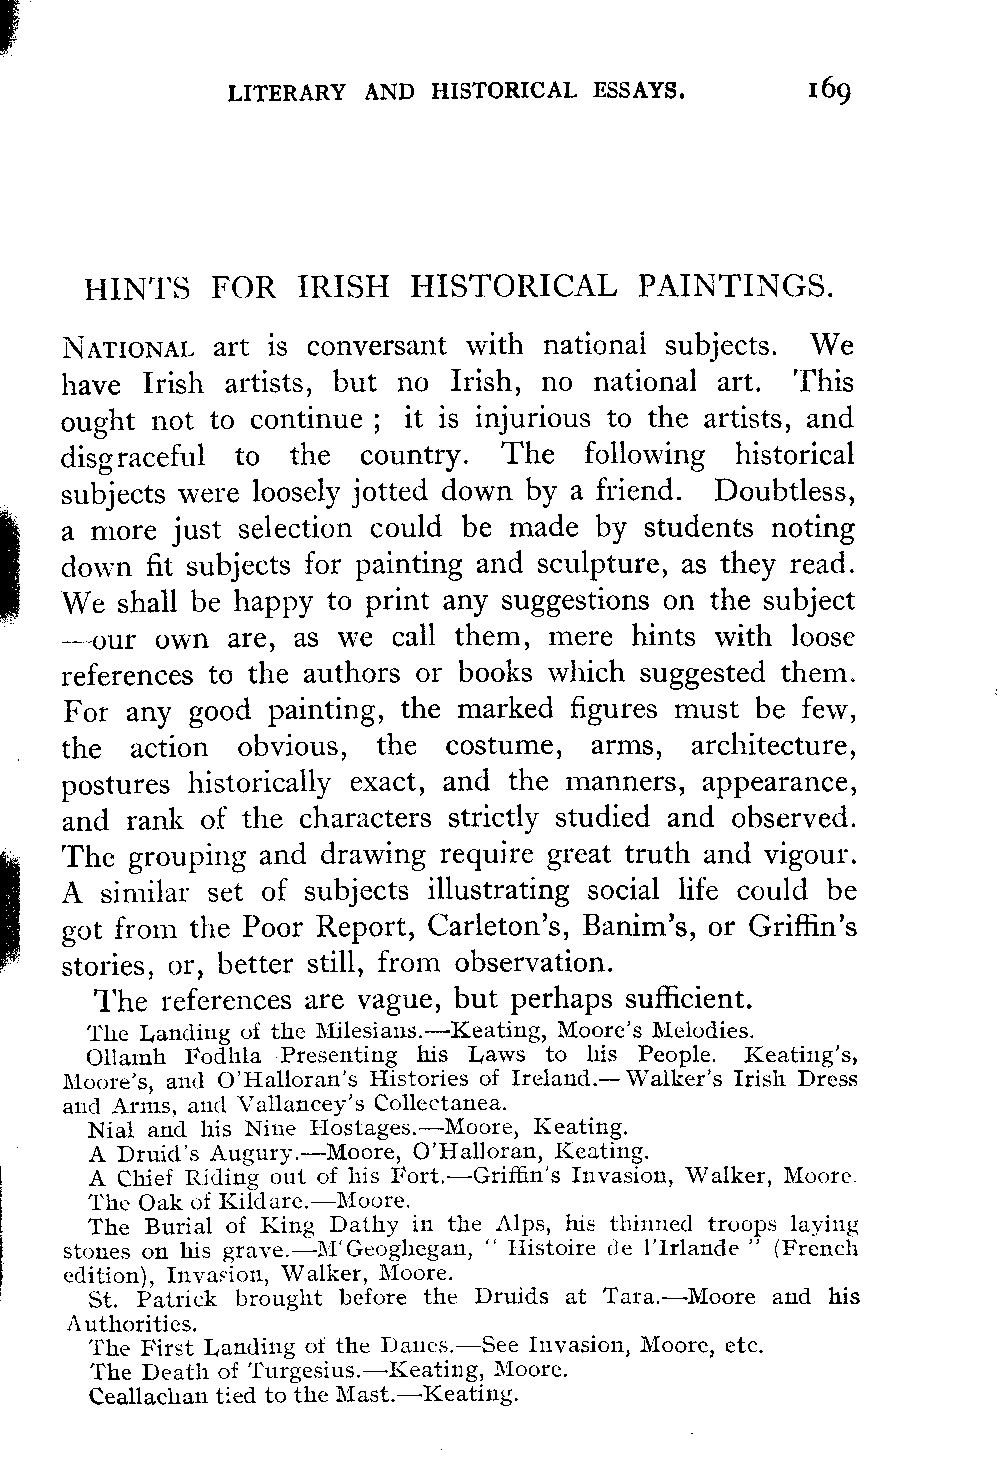 LITERARY AND HISTORICAL ESSAYS. 169
HINTS FOR IRISH HISTORICAL PAINTINGS.
NATIONAL art is conversant with national subjects. We
have Irish artists, but no Irish, no national art. This
ought not to continue ; it is injurious to the artists, and
disgraceful to the country. The following historical
subjects were loosely jotted down by a friend. Doubtless,
a more just selection could be made by students noting
down fit subjects for painting and sculpture, as they read.
We shall be happy to print any suggestions on the subject
—our own are, as we call them, mere hints with loose
references to the authors or books which suggested them.
For any good painting, the marked figures must be few,
the action obvious, the costume, arms, architecture,
postures historically exact, and the manners, appearance,
and rank of the characters strictly studied and observed.
The grouping and drawing require great truth and vigour.
A similar set of subjects illustrating social life could be
got from the Poor Report, Carleton's, Banim's, or Griffin's
stories, or, better still, from observation.
The references are vague, but perhaps sufficient.
The Landing of the Milesians.—Keating, Moore's Melodies.
Ollamh Fodhla Presenting his Laws to his People. Keating's,
Moore's, and O'Halloran's Histories of Ireland.—Walker's Irish Dress
and Arms, and Vallancey's Collectanea.
Nial and his Nine Hostages.—Moore, Keating.
A Druid's Augury.—Moore, O'Halloran, Keating.
A Chief Riding out of his Fort.—Griffin's Invasion, Walker, Moore.
The Oak of Kildare.—Moore.
The Burial of King Dathy in the Alps, his thinned troops laying
stones on his grave.—M'Geoghegan, " Histoire de l'Irlande " (French
edition), Invasion, Walker, Moore.
St. Patrick brought before the Druids at Tara.—Moore and his
Authorities.
The First Landing of the Danes.—See Invasion, Moore, etc.
The Death of Turgesius.—Keating, Moore.
Ceallachan tied to the Mast.—Keating.